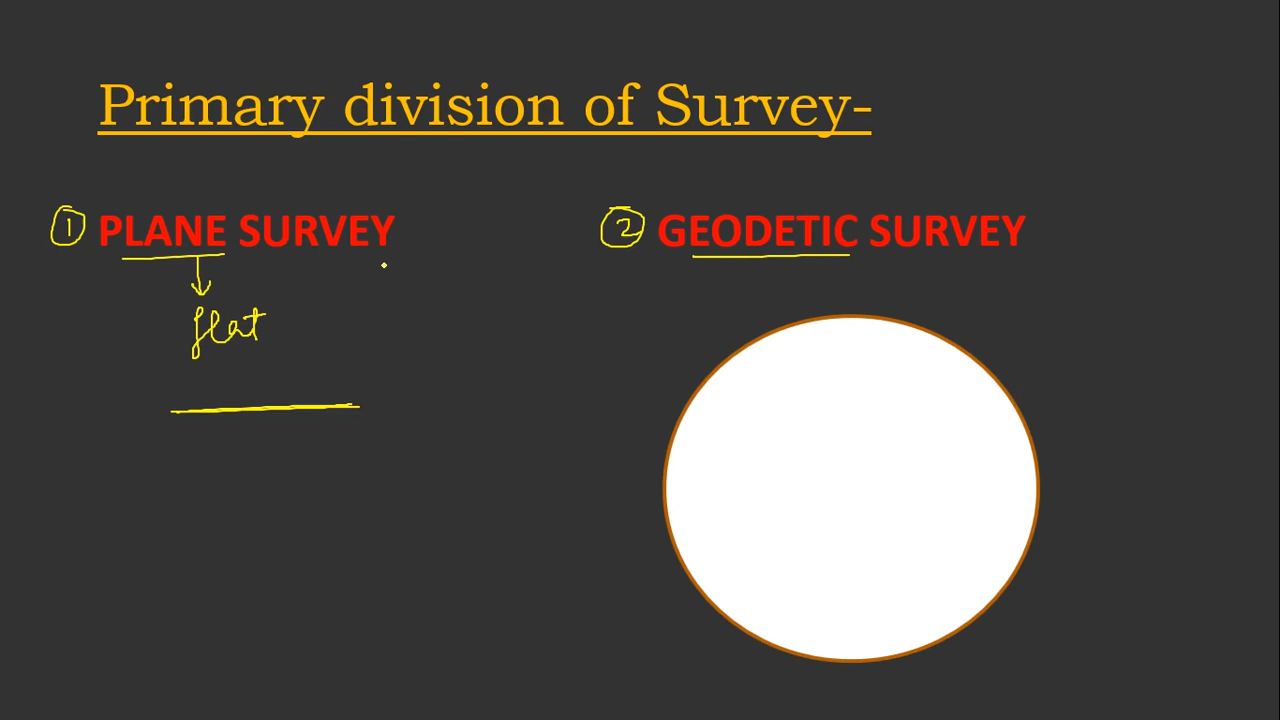 Primary division of Survey-
1 PLANE SURVEY
flat
2 GEODETIC SURVEY